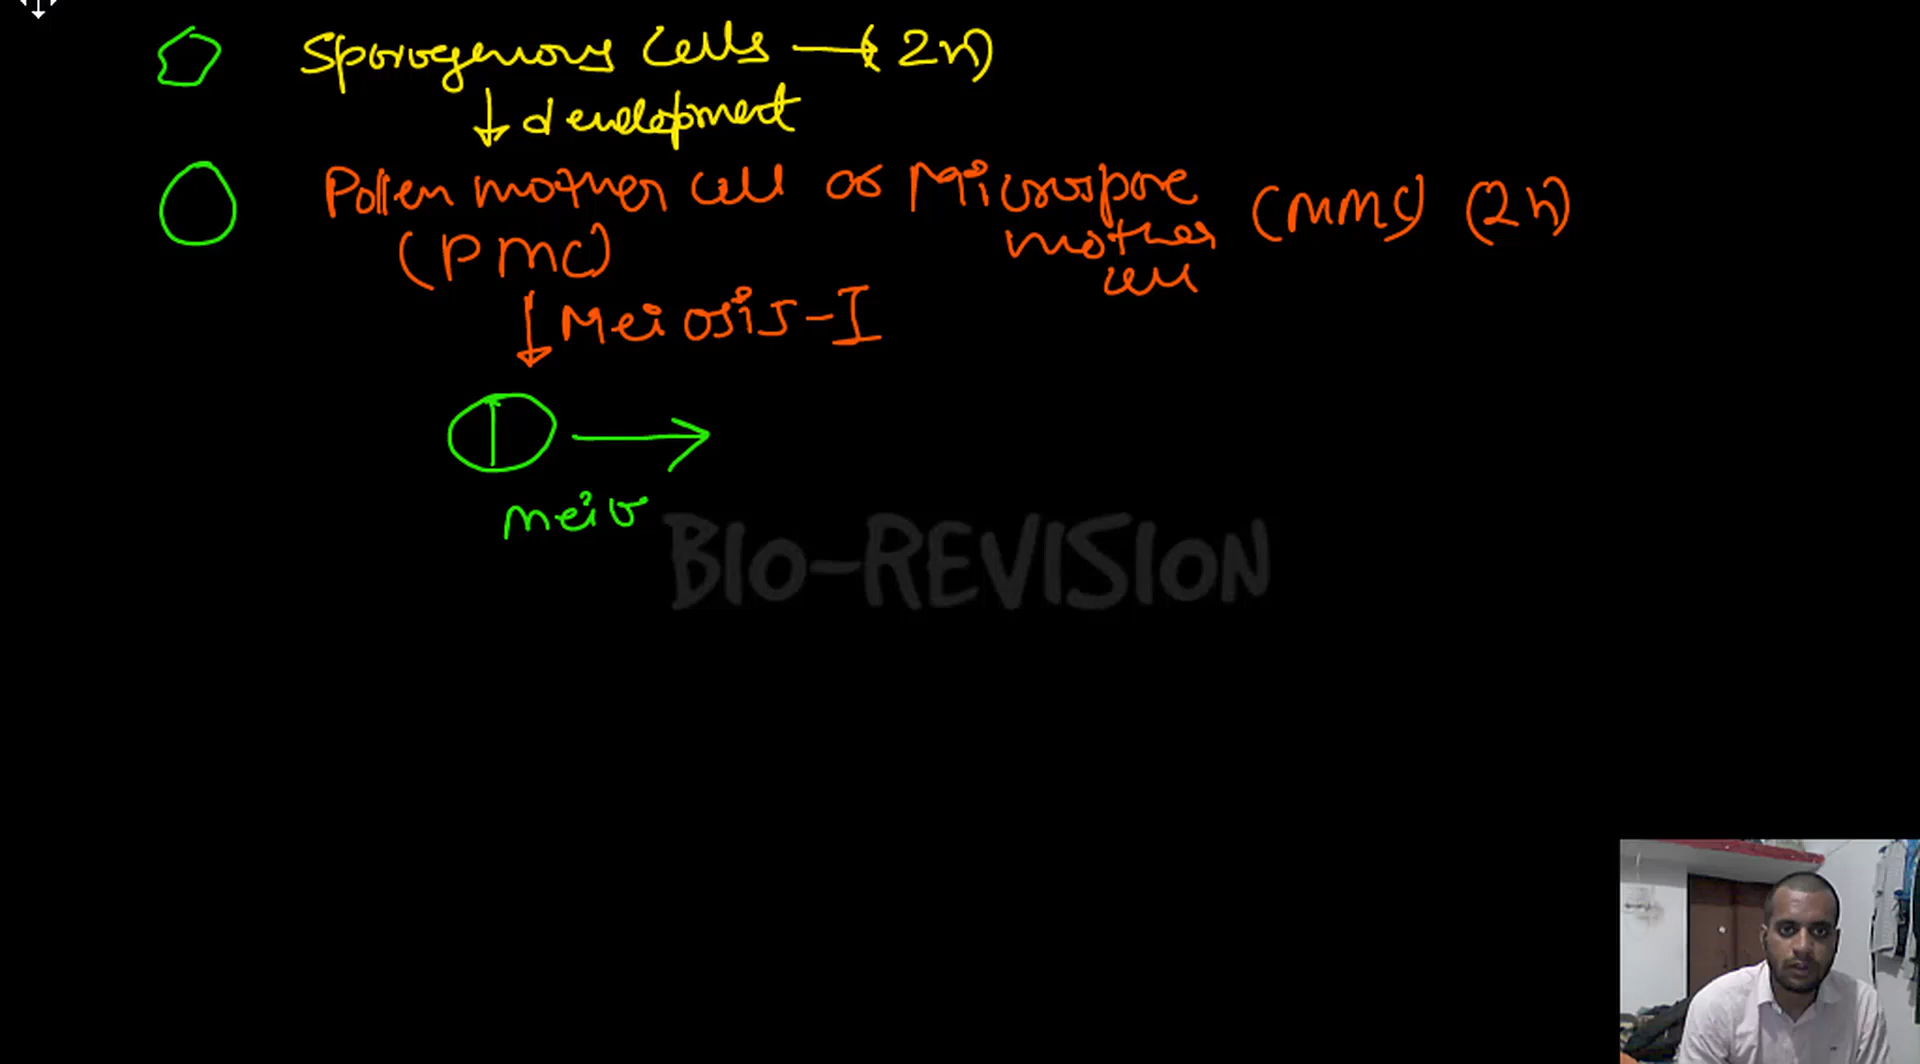 Sporogenous cells → (2n)
↓ development
Pollen mother cell or Microspore mother cell (MMC) (2n)
(PMC)
↓ Meiosis-I
→
meio
BIO-REVISION